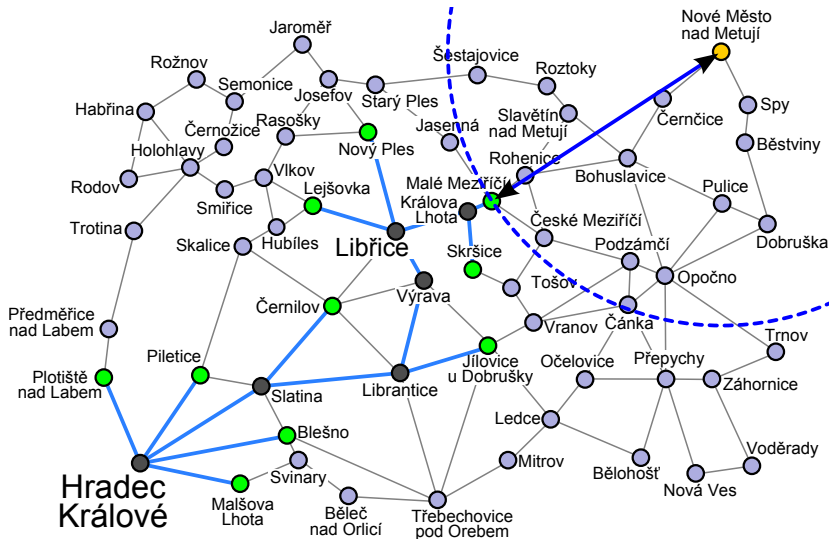 Nové Město
nad Metují
Jaroměř
Šestajovice
Rožnov
Semonice
Roztoky
Josefov
Starý Ples
Habřina
Spy
Slavětín
nad Metují
Černčice
Rasošky
Jasenná
Černožice
Nový Ples
Běstviny
Holohlavy
Rohenice
Vlkov
Bohuslavice
Lejšovka
Malé Meziříčí
Rodov
Králova
Lhota
Pulice
Smiřice
České Meziříčí
Trotina
Skalice
Hubíles
Libřice
Podzámčí
Dobruška
Skršice
Opočno
Tošov
Výrava
Černilov
Předměřice
nad Labem
Vranov
Čánka
Trnov
Piletice
Jílovice
u Dobrušky
Očelovice
Přepychy
Plotiště
nad Labem
Slatina
Librantice
Záhornice
Ledce
Blešno
Voděrady
Mitrov
Hradec
Králové
Svinary
Bělohošť
Nová Ves
Malšova
Lhota
Běleč
nad Orlicí
Třebechovice
pod Orebem